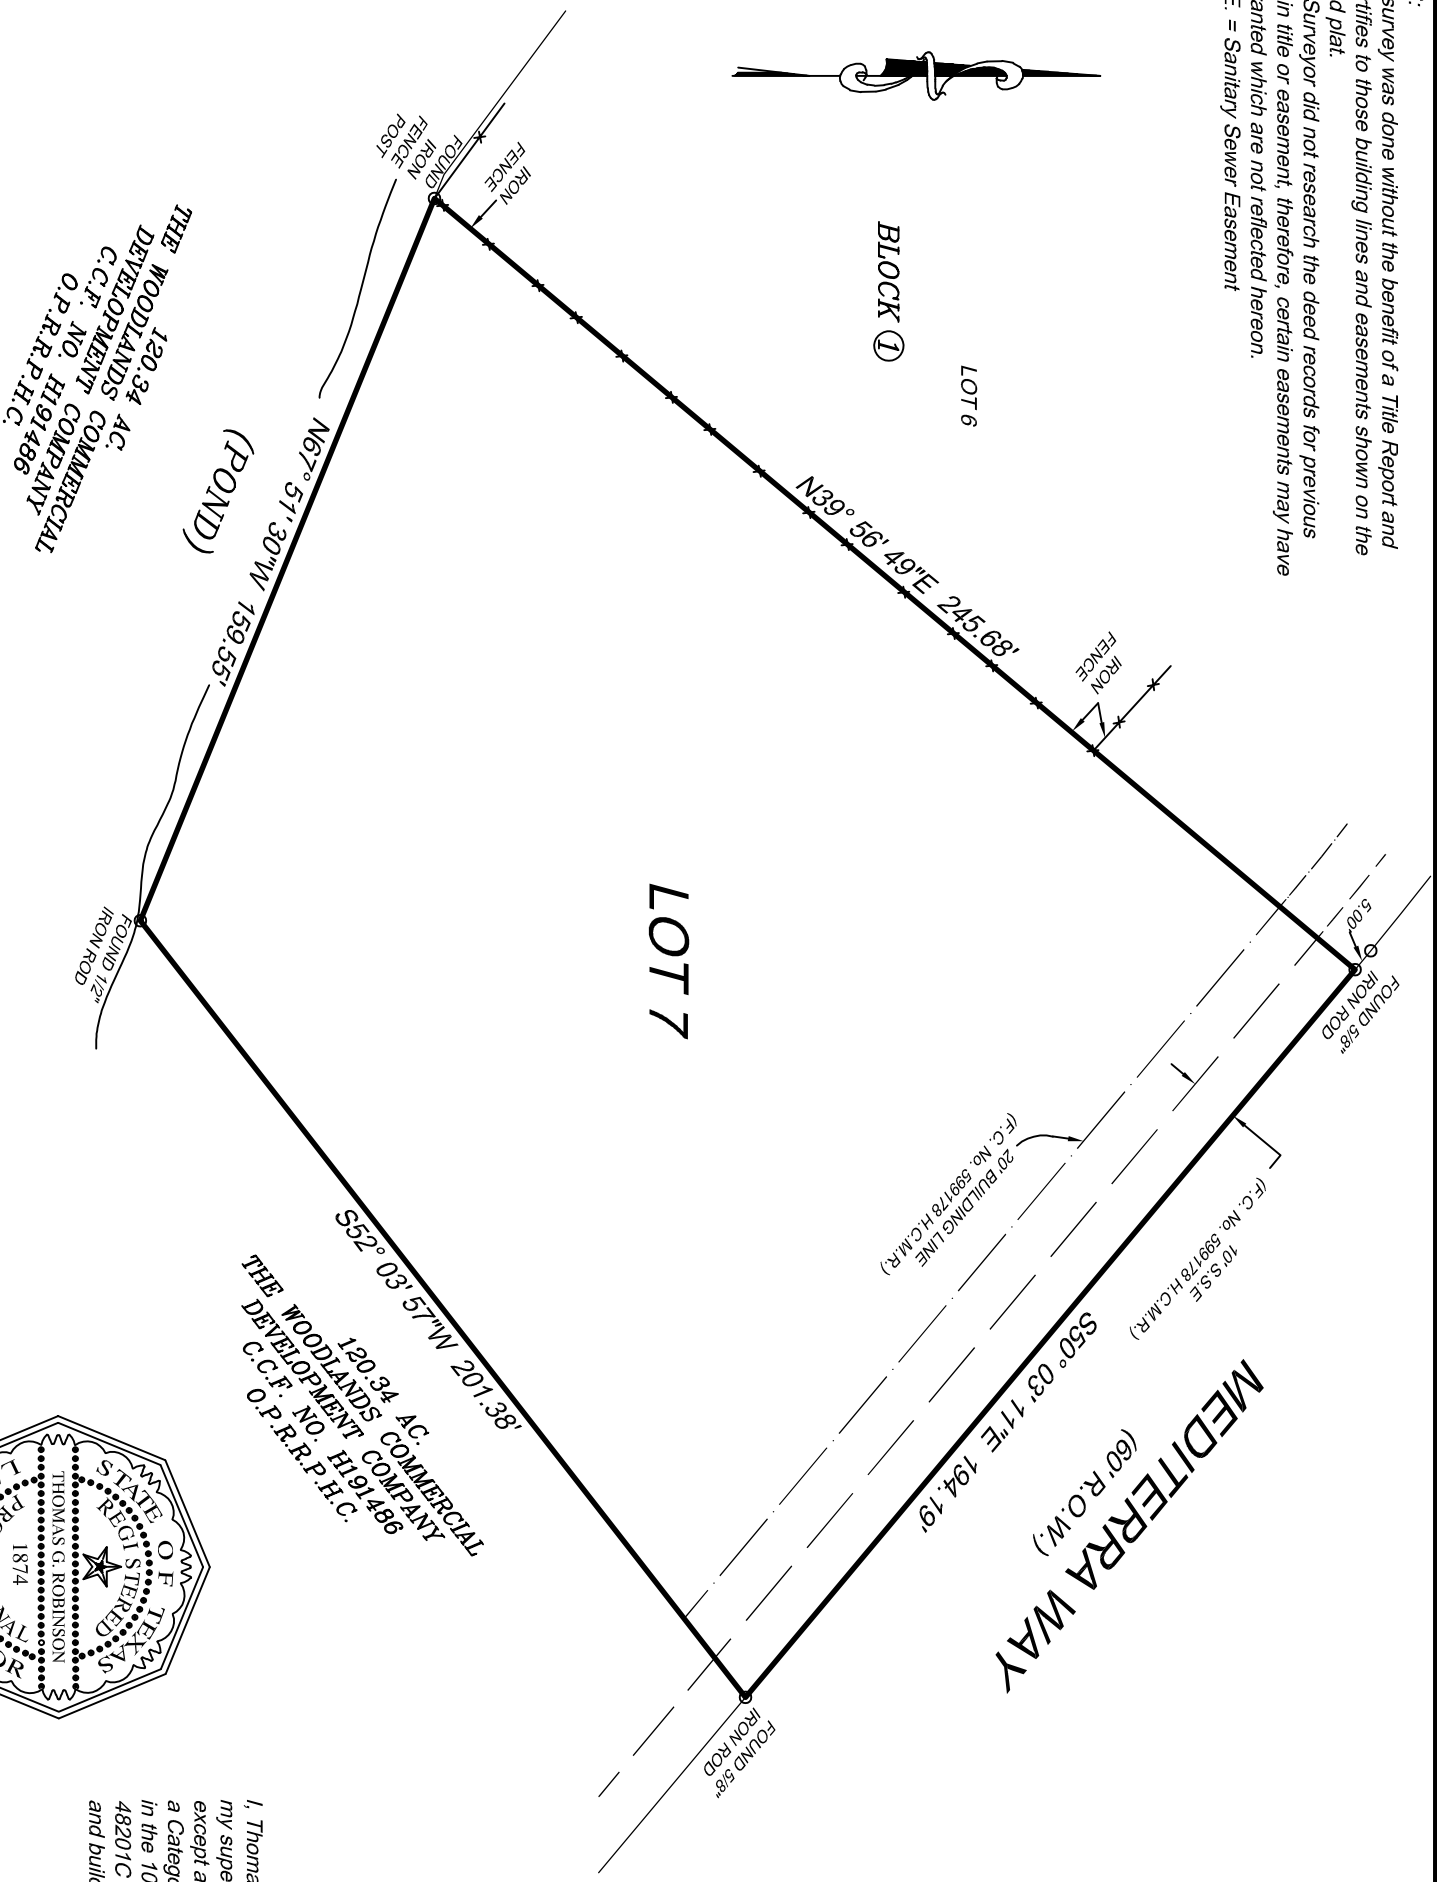 survey was done without the benefit of a Title Report and
rtifies to those building lines and easements shown on the
d plat.
Surveyor did not research the deed records for previous
in title or easement, therefore, certain easements may have
anted which are not reflected hereon.
E. = Sanitary Sewer Easement
BLOCK ①
LOT 6
FOUND
IRON
FENCE
POST
IRON
FENCE
N39° 56' 49"E 245.68'
IRON
FENCE
5.00'
FOUND 5/8"
IRON ROD
120.34 AC.
THE WOODLANDS COMMERCIAL
DEVELOPMENT COMPANY
C.C.F. NO. H191486
O.P.R.R.P.H.C.
(POND)
N67° 51' 30"W 159.55'
LOT 7
FOUND 1/2"
IRON ROD
20' BUILDING LINE
(F.C. No. 599178 H.C.M.R.)
10' S.S.E
(F.C. No. 599178 H.C.M.R.)
S50° 03' 11"E 194.19'
MEDITERRA WAY
(60' R.O.W.)
S52° 03' 57"W 201.38'
120.34 AC.
THE WOODLANDS COMMERCIAL
DEVELOPMENT COMPANY
C.C.F. NO. H191486
O.P.R.R.P.H.C.
FOUND 5/8"
IRON ROD
STATE OF TEXAS
REGISTERED
THOMAS G. ROBINSON
1874
I, Thoma
my supe
except a
a Catego
in the 10
48201C
and build